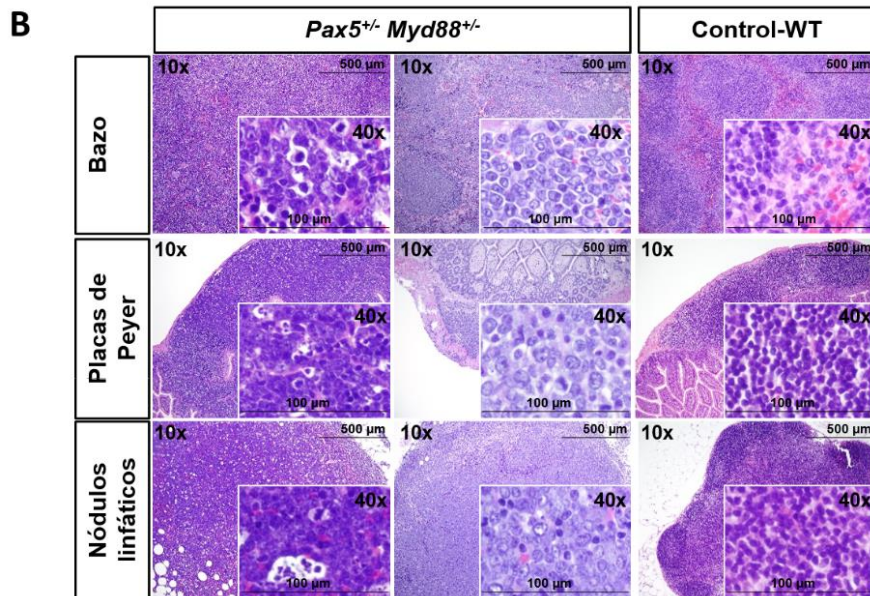 B
Pax5+/- Myd88+/-
Control-WT
Bazo
10x
500 µm
40x
100 µm
10x
500 µm
40x
100 µm
10x
500 µm
40x
100 µm
Placas de
Peyer
10x
500 µm
40x
100 µm
10x
500 µm
40x
100 µm
10x
500 µm
40x
100 µm
Nódulos
linfáticos
10x
500 µm
40x
100 µm
10x
500 µm
40x
100 µm
10x
500 µm
40x
100 µm